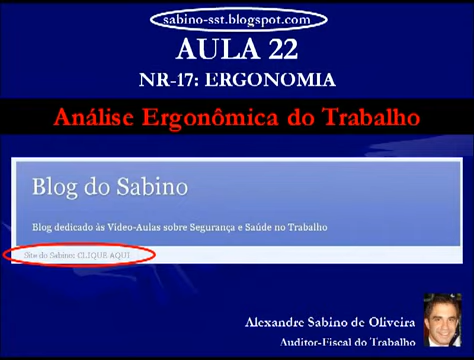 sabino-sst.blogspot.com
AULA 22
NR-17: ERGONOMIA
Análise Ergonômica do Trabalho
Blog do Sabino
Blog dedicado às Vídeo-Aulas sobre Segurança e Saúde no Trabalho
Site do Sabino: CLIQUE AQUI
Alexandre Sabino de Oliveira
Auditor-Fiscal do Trabalho